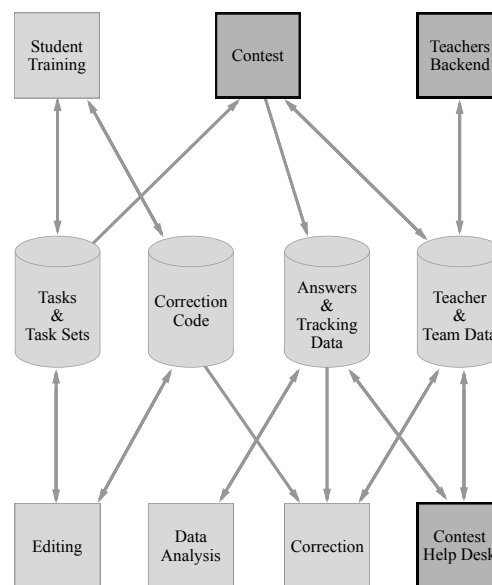 Student
Training
Contest
Teachers
Backend
Tasks
&
Task Sets
Correction
Code
Answers
&
Tracking
Data
Teacher
&
Team Data
Editing
Data
Analysis
Correction
Contest
Help Desk